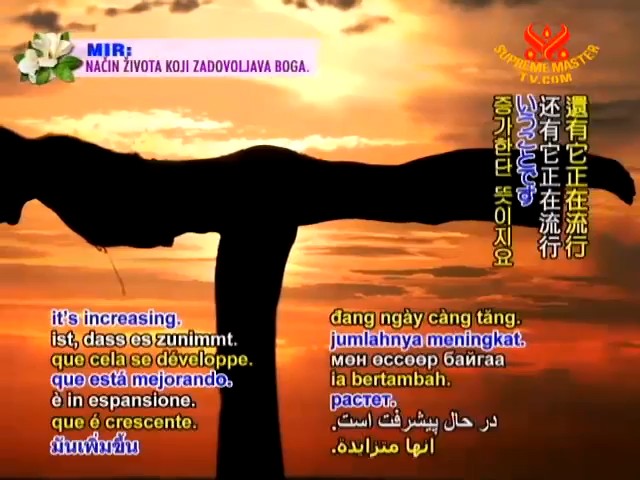 MIR:
NAČIN ŽIVOTA KOJI ZADOVOLJAVA BOGA.
SUPREME MASTER
TV.COM
還有它正在流行
还有它正在流行
いうことです
증가한다 뜻이지요
it's increasing.
ist, dass es zunimmt.
que cela se développe.
que está mejorando.
è in espansione.
que é crescente.
มันเพิ่มขึ้น
đang ngày càng tăng.
jumlahnya meningkat.
мөн өссөөр байгаа
ia bertambah.
растет.
در حال پیشرفت است.
انها متزايدة.